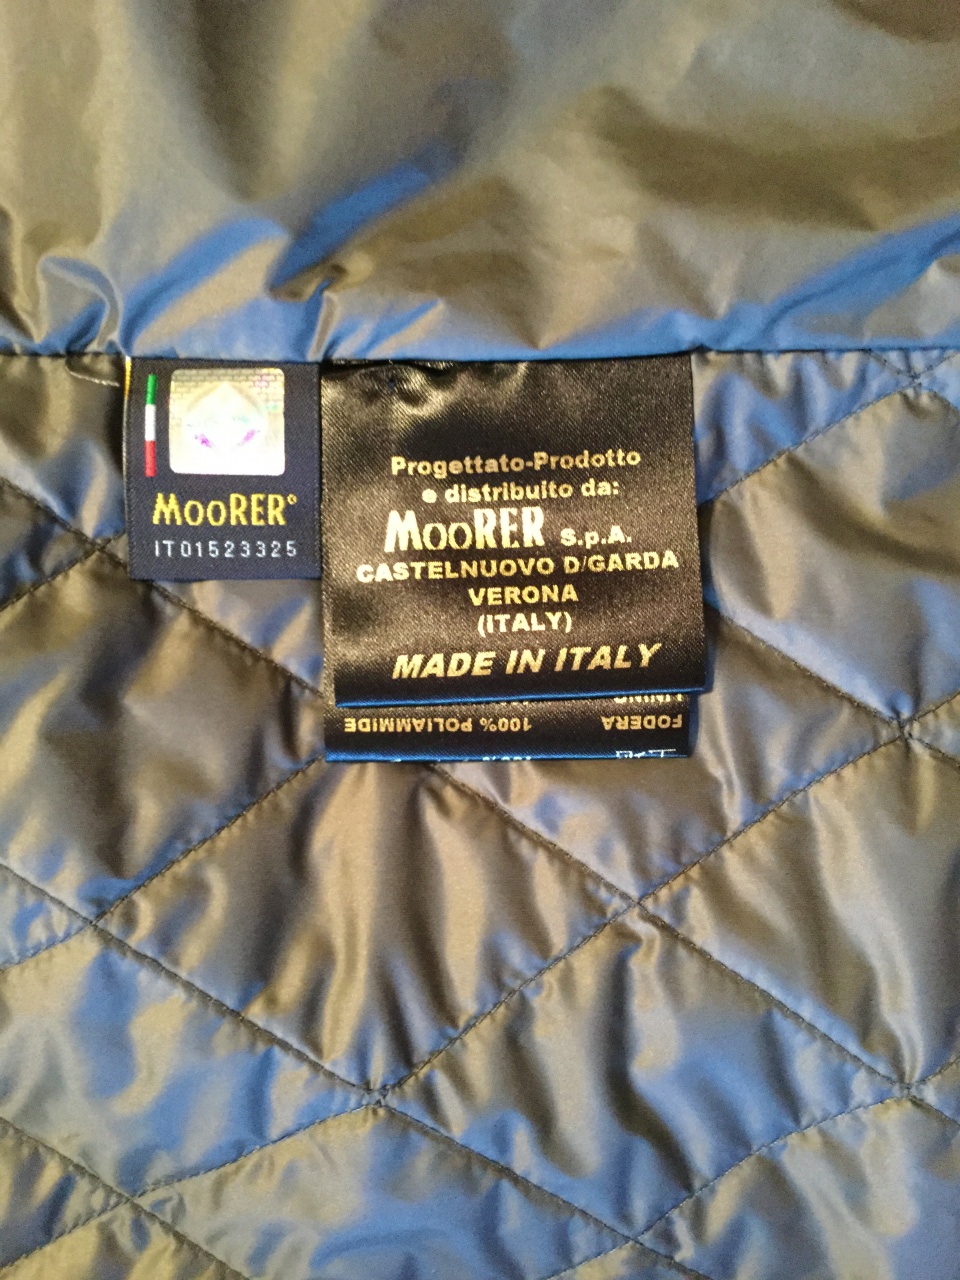 MooRER°
IT01523325
Progettato-Prodotto
e distribuito da:
MooRER S.p.A.
CASTELNUOVO D/GARDA
VERONA
(ITALY)
MADE IN ITALY
FODERA 100% POLIAMMIDE